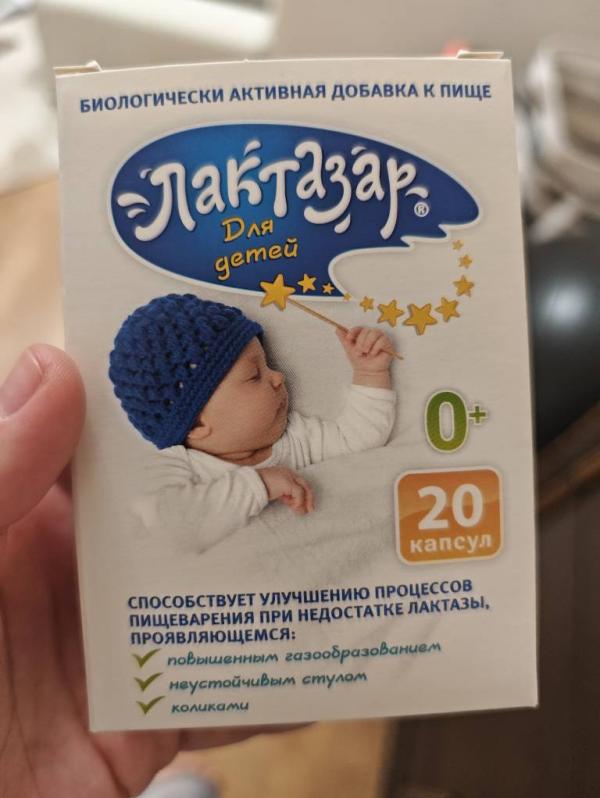 БИОЛОГИЧЕСКИ АКТИВНАЯ ДОБАВКА К ПИЩЕ
Лактазар®
Для
детей
0+
20
капсул
СПОСОБСТВУЕТ УЛУЧШЕНИЮ ПРОЦЕССОВ
ПИЩЕВАРЕНИЯ ПРИ НЕДОСТАТКЕ ЛАКТАЗЫ,
ПРОЯВЛЯЮЩЕМСЯ:
повышенным газообразованием
неустойчивым стулом
коликами